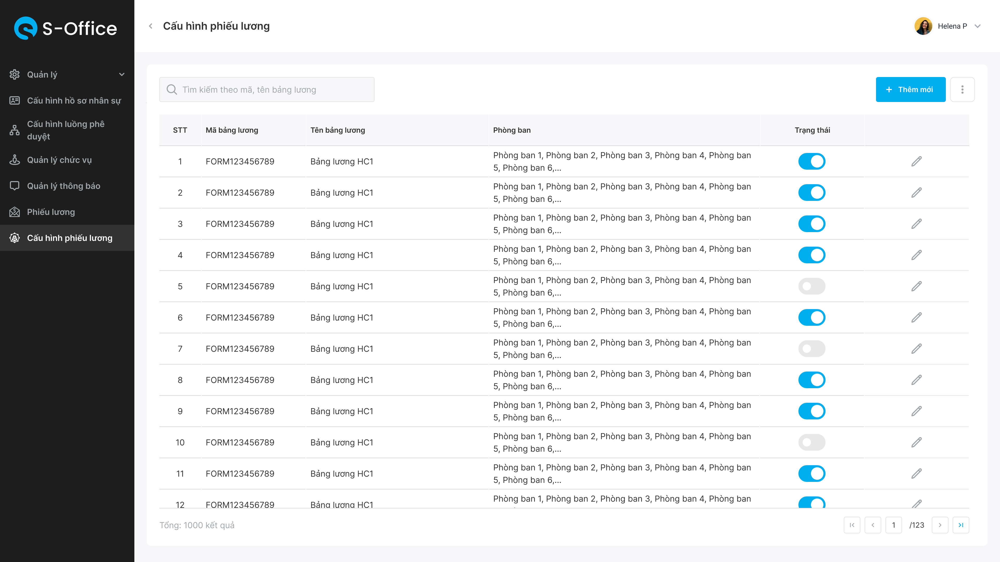 S-Office
Cấu hình phiếu lương
Helena P
Quản lý
Cấu hình hồ sơ nhân sự
Cấu hình luồng phê
duyệt
Quản lý chức vụ
Quản lý thông báo
Phiếu lương
Cấu hình phiếu lương
Tìm kiếm theo mã, tên bảng lương
+ Thêm mới
STT Mã bảng lương Tên bảng lương Phòng ban Trạng thái
1 FORM123456789 Bảng lương HC1 Phòng ban 1, Phòng ban 2, Phòng ban 3, Phòng ban 4, Phòng ban
5, Phòng ban 6,...
2 FORM123456789 Bảng lương HC1 Phòng ban 1, Phòng ban 2, Phòng ban 3, Phòng ban 4, Phòng ban
5, Phòng ban 6,...
3 FORM123456789 Bảng lương HC1 Phòng ban 1, Phòng ban 2, Phòng ban 3, Phòng ban 4, Phòng ban
5, Phòng ban 6,...
4 FORM123456789 Bảng lương HC1 Phòng ban 1, Phòng ban 2, Phòng ban 3, Phòng ban 4, Phòng ban
5, Phòng ban 6,...
5 FORM123456789 Bảng lương HC1 Phòng ban 1, Phòng ban 2, Phòng ban 3, Phòng ban 4, Phòng ban
5, Phòng ban 6,...
6 FORM123456789 Bảng lương HC1 Phòng ban 1, Phòng ban 2, Phòng ban 3, Phòng ban 4, Phòng ban
5, Phòng ban 6,...
7 FORM123456789 Bảng lương HC1 Phòng ban 1, Phòng ban 2, Phòng ban 3, Phòng ban 4, Phòng ban
5, Phòng ban 6,...
8 FORM123456789 Bảng lương HC1 Phòng ban 1, Phòng ban 2, Phòng ban 3, Phòng ban 4, Phòng ban
5, Phòng ban 6,...
9 FORM123456789 Bảng lương HC1 Phòng ban 1, Phòng ban 2, Phòng ban 3, Phòng ban 4, Phòng ban
5, Phòng ban 6,...
10 FORM123456789 Bảng lương HC1 Phòng ban 1, Phòng ban 2, Phòng ban 3, Phòng ban 4, Phòng ban
5, Phòng ban 6,...
11 FORM123456789 Bảng lương HC1 Phòng ban 1, Phòng ban 2, Phòng ban 3, Phòng ban 4, Phòng ban
5, Phòng ban 6,...
12 FORM123456789 Bảng lương HC1 Phòng ban 1, Phòng ban 2, Phòng ban 3, Phòng ban 4, Phòng ban
Tổng: 1000 kết quả
1 /123